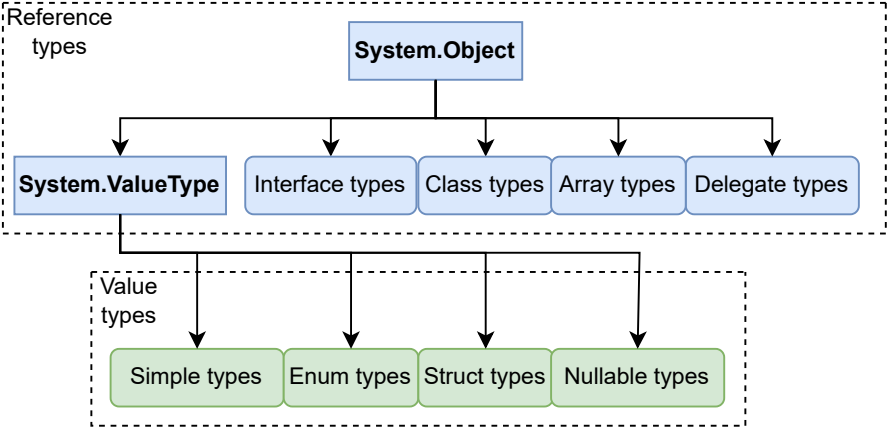 Reference
types
System.Object
System.ValueType
Interface types
Class types
Array types
Delegate types
Value
types
Simple types
Enum types
Struct types
Nullable types